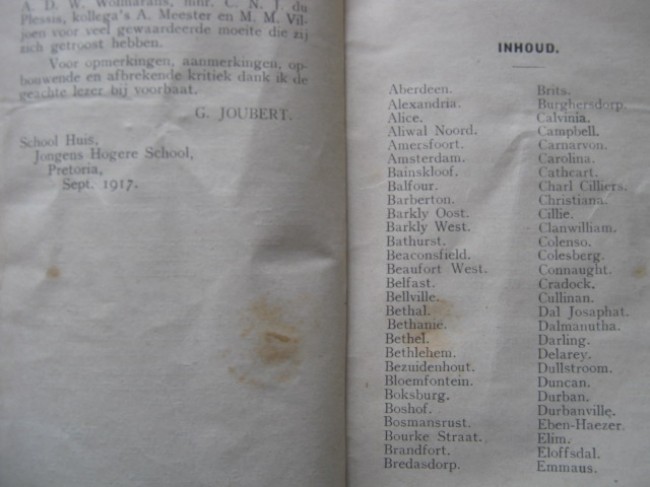 A. D. W. Wolmarans, mnr. C. N. J. du
Plessis, kollega's A. Meester en M. M. Vil-
joen voor veel gewaardeerde moeite die zij
zich getroost hebben.
Voor opmerkingen, aanmerkingen, op-
bouwende en afbrekende kritiek dank ik de
geachte lezer bij voorbaat.
G. JOUBERT.
School Huis,
Jongens Hogere School,
Pretoria,
Sept. 1917.
INHOUD.
Aberdeen.
Alexandria.
Alice.
Aliwal Noord.
Amersfoort.
Amsterdam.
Bainskloof.
Balfour.
Barberton.
Barkly Oost.
Barkly West.
Bathurst.
Beaconsfield.
Beaufort West.
Belfast.
Bellville.
Bethal.
Bethanie.
Bethel.
Bethlehem.
Bezuidenhout.
Bloemfontein.
Boksburg.
Boshof.
Bosmansrust.
Bourke Straat.
Brandfort.
Bredasdorp.
Brits.
Burghersdorp.
Calvinia.
Campbell.
Carnarvon.
Carolina.
Cathcart.
Charl Cilliers.
Christiana.
Cillie.
Clanwilliam.
Colenso.
Colesberg.
Connaught.
Cradock.
Cullinan.
Dal Josaphat.
Dalmanutha.
Darling.
Delarey.
Dullstroom.
Duncan.
Durban.
Durbanville.
Eben-Haezer.
Elim.
Eloffsdal.
Emmaus.